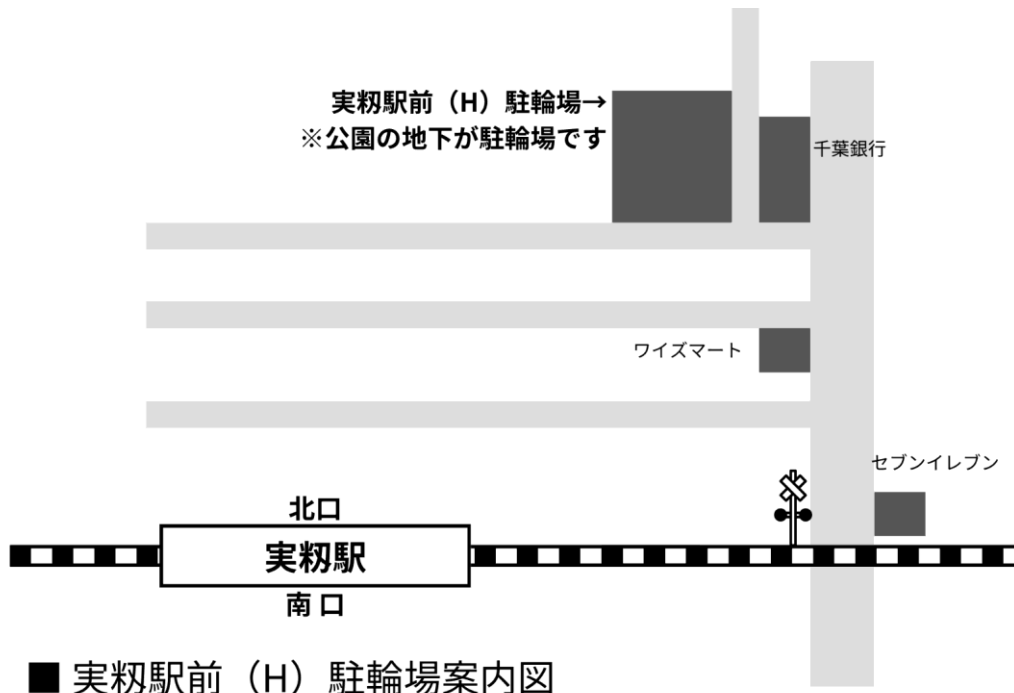 実籾駅前（H）駐輪場→
※公園の地下が駐輪場です
千葉銀行
ワイズマート
セブンイレブン
北口
実籾駅
南 口
■ 実籾駅前（H）駐輪場案内図